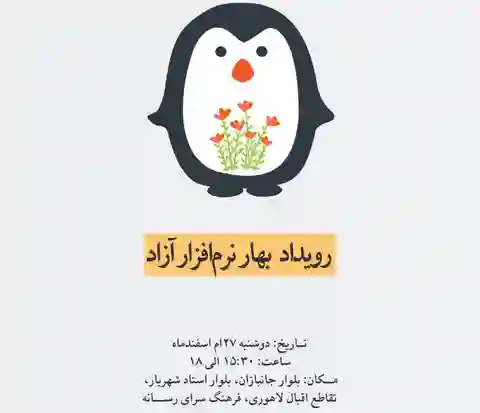 رویداد بهار نرم‌افزار آزاد
تاریخ: دوشنبه ۲۷ام اسفندماه
ساعت: ۱۵:۳۰ الی ۱۸
مکان: بلوار جانبازان، بلوار استاد شهریار،
تقاطع اقبال لاهوری، فرهنگ سرای رسانه